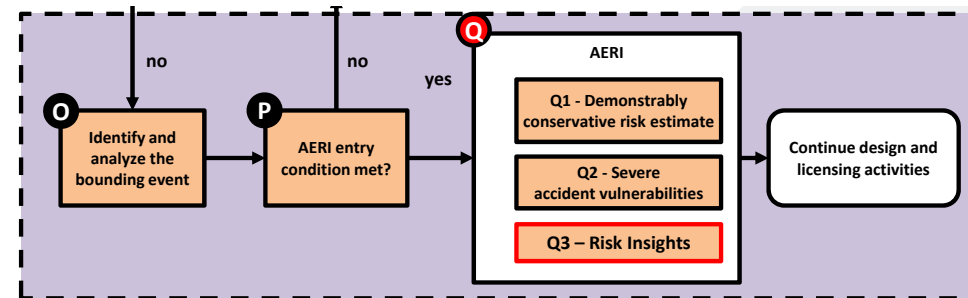 no
no
yes
O
Identify and
analyze the
bounding event
P
AERI entry
condition met?
Q
AERI
Q1 - Demonstrably
conservative risk estimate
Q2 - Severe
accident vulnerabilities
Q3 – Risk Insights
Continue design and
licensing activities